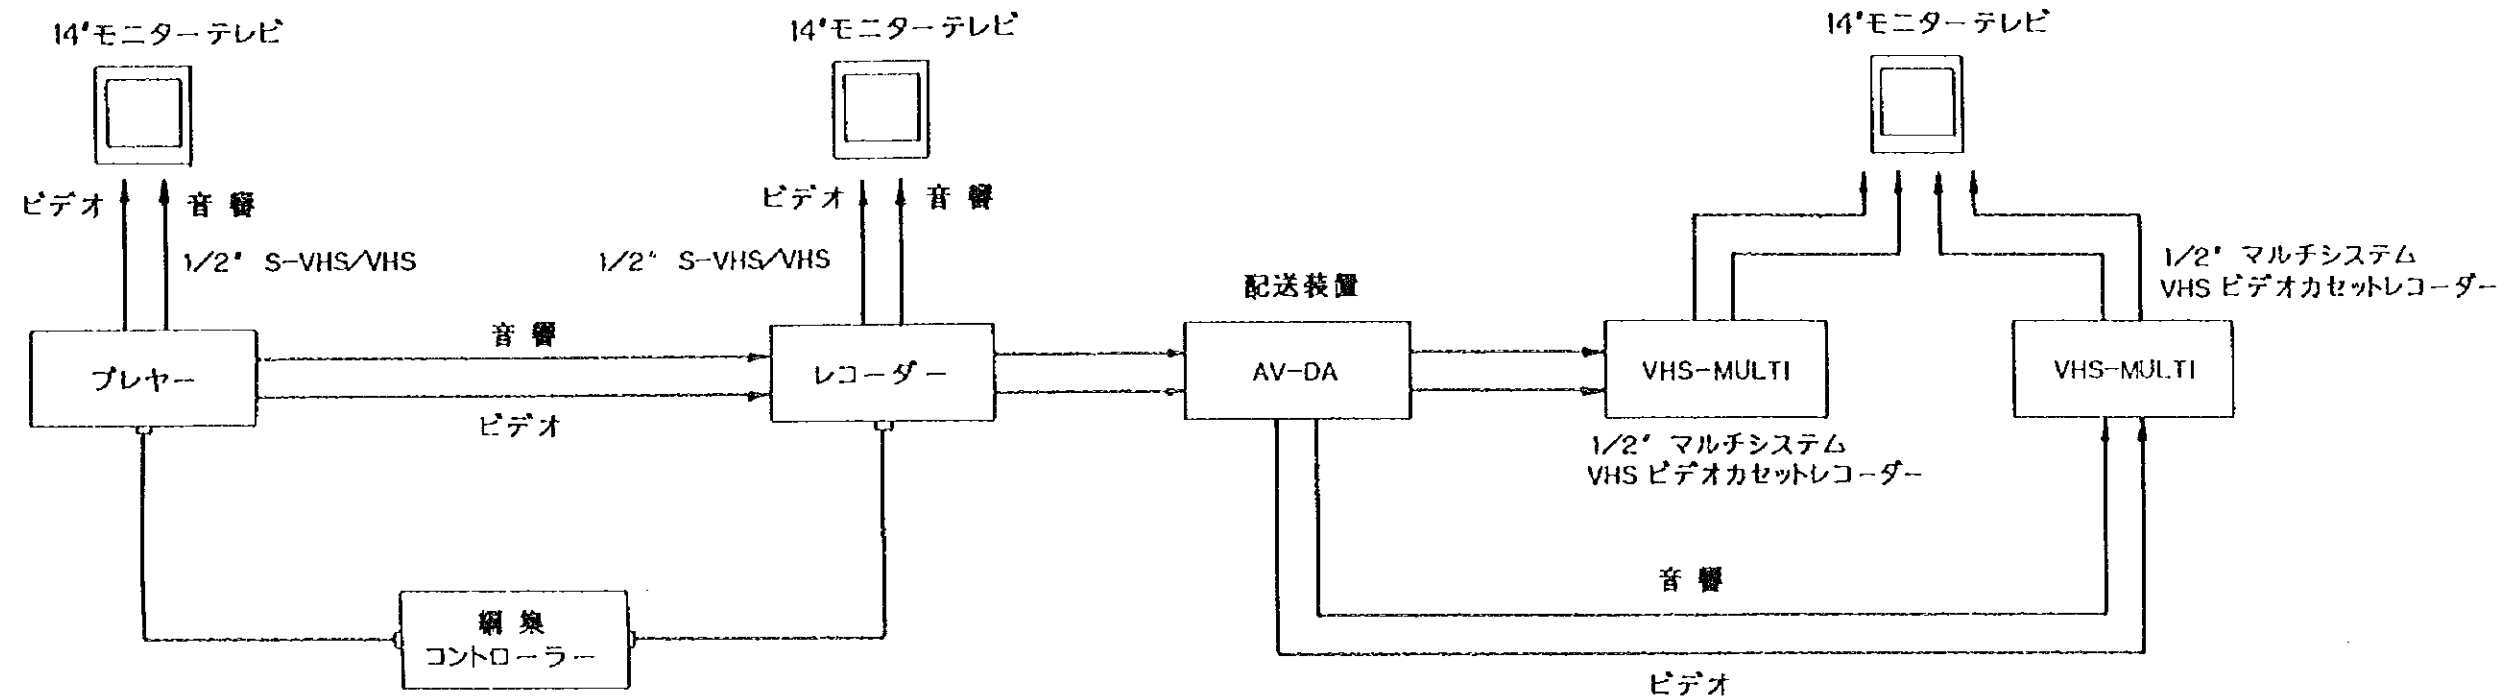 14"モニターテレビ
14"モニターテレビ
14"モニターテレビ
ビデオ
音響
ビデオ
音響
1/2" S-VHS/VHS
1/2" S-VHS/VHS
1/2" マルチシステム
VHS ビデオカセットレコーダー
配送装置
音響
プレヤー
レコーダー
AV-DA
VHS-MULTI
VHS-MULTI
ビデオ
1/2" マルチシステム
VHS ビデオカセットレコーダー
音響
編集
コントローラー
ビデオ